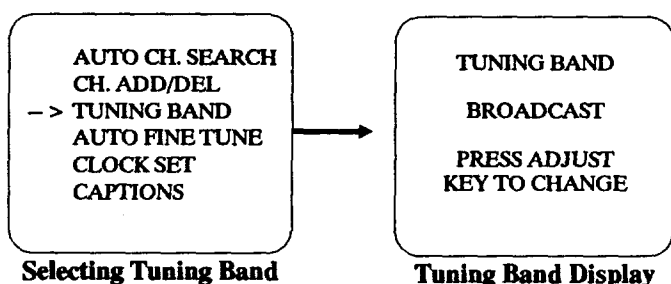 AUTO CH. SEARCH
CH. ADD/DEL
–> TUNING BAND
AUTO FINE TUNE
CLOCK SET
CAPTIONS
Selecting Tuning Band
TUNING BAND
BROADCAST
PRESS ADJUST
KEY TO CHANGE
Tuning Band Display